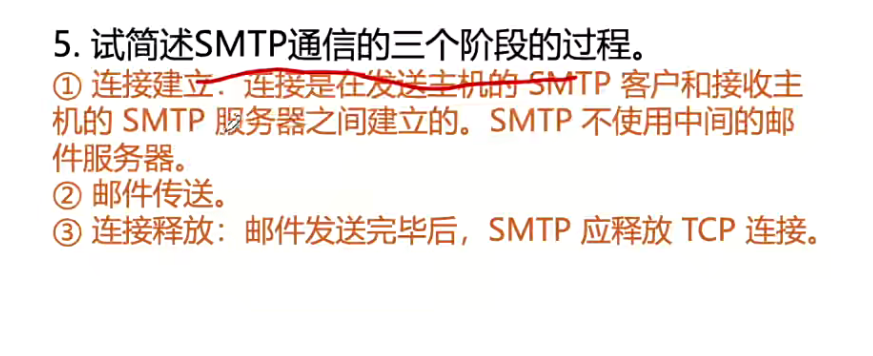 5. 试简述SMTP通信的三个阶段的过程。
① 连接建立：连接是在发送主机的 SMTP 客户和接收主
机的 SMTP 服务器之间建立的。SMTP 不使用中间的邮
件服务器。
② 邮件传送。
③ 连接释放：邮件发送完毕后，SMTP 应释放 TCP 连接。